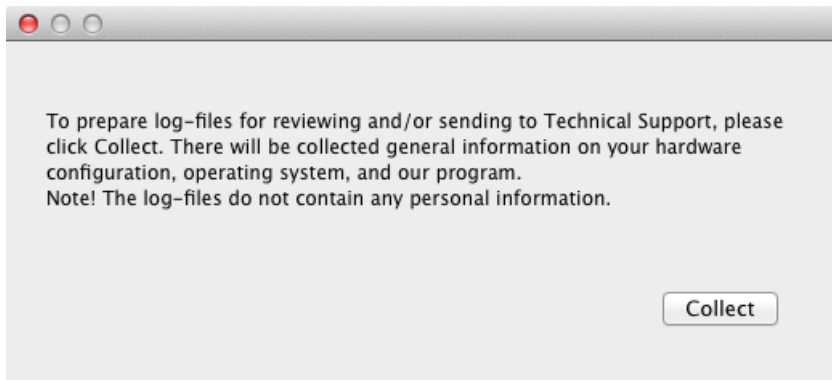 To prepare log-files for reviewing and/or sending to Technical Support, please
click Collect. There will be collected general information on your hardware
configuration, operating system, and our program.
Note! The log-files do not contain any personal information.
Collect